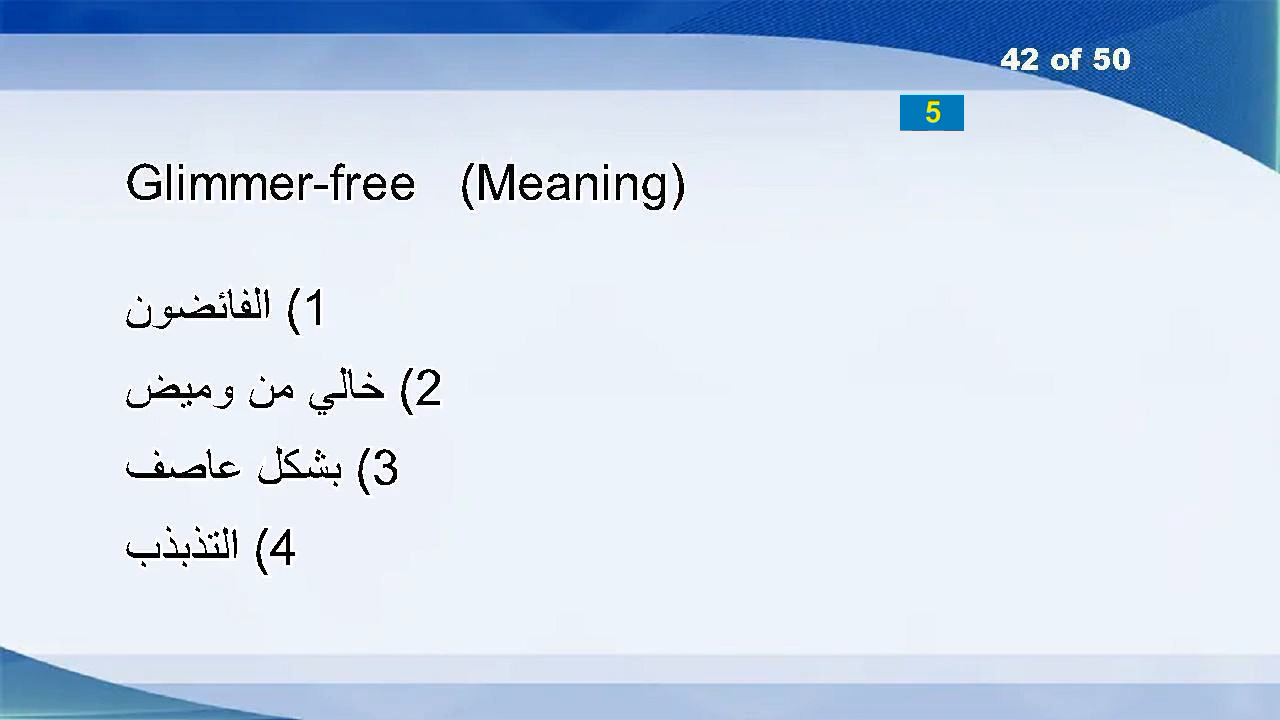 42 of 50
5
Glimmer-free (Meaning)
1) الفائضون
2) خالي من وميض
3) بشكل عاصف
4) التذبذب